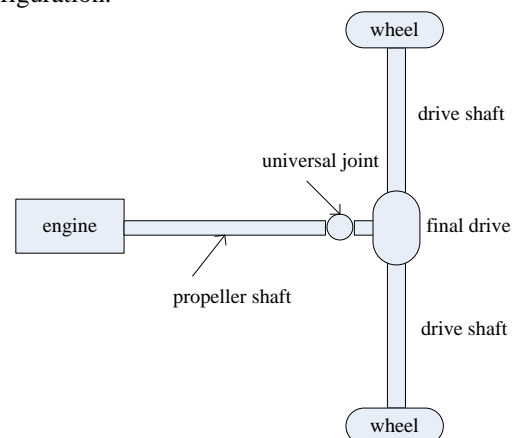 figuration.
wheel
drive shaft
universal joint
engine
final drive
propeller shaft
drive shaft
wheel